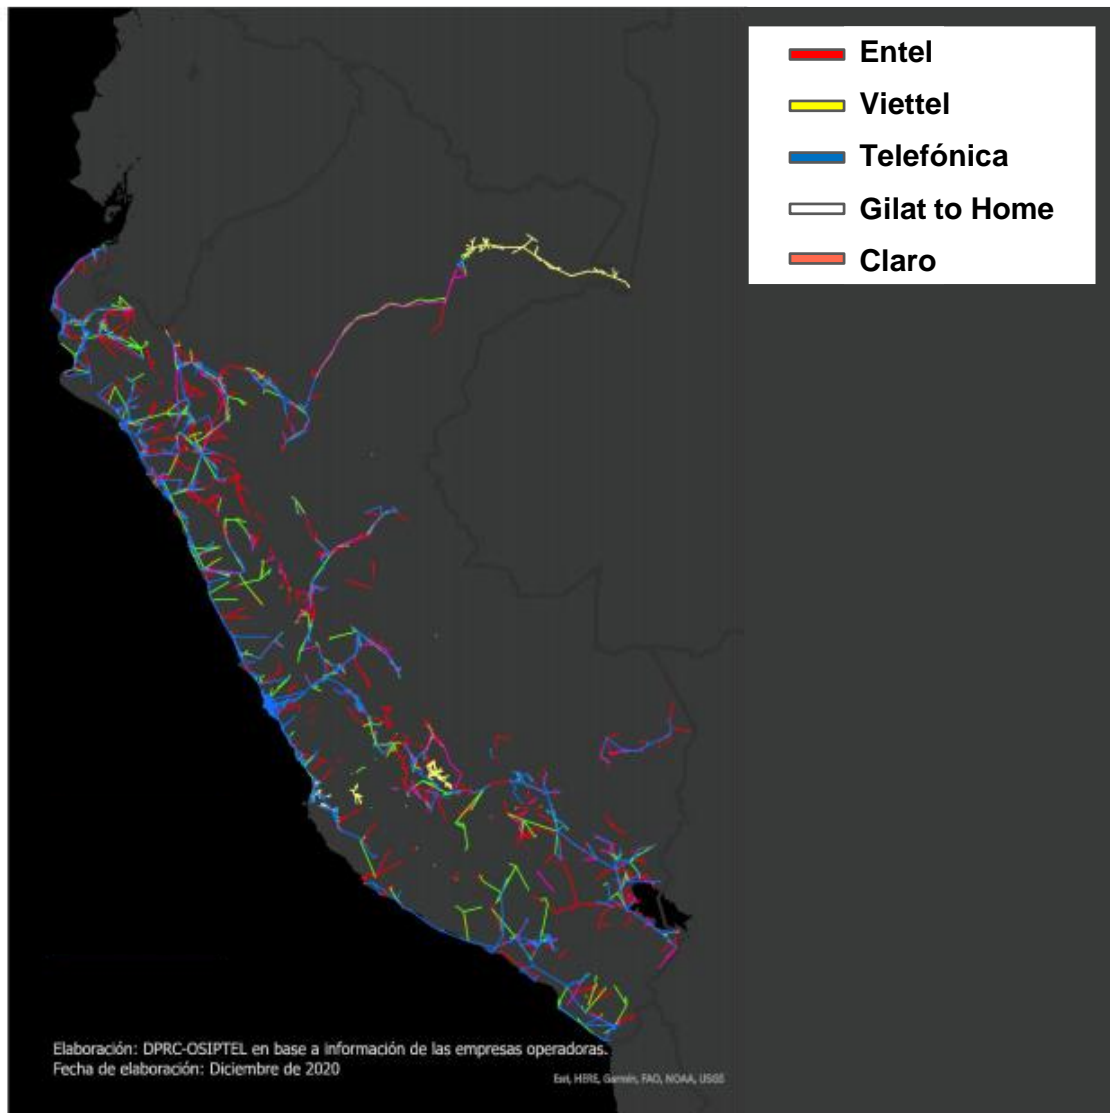 Entel
Viettel
Telefónica
Gilat to Home
Claro
Elaboración: DPRC-OSIPTEL en base a información de las empresas operadoras.
Fecha de elaboración: Diciembre de 2020
Esri, HERE, Garmin, FAO, NOAA, USGS